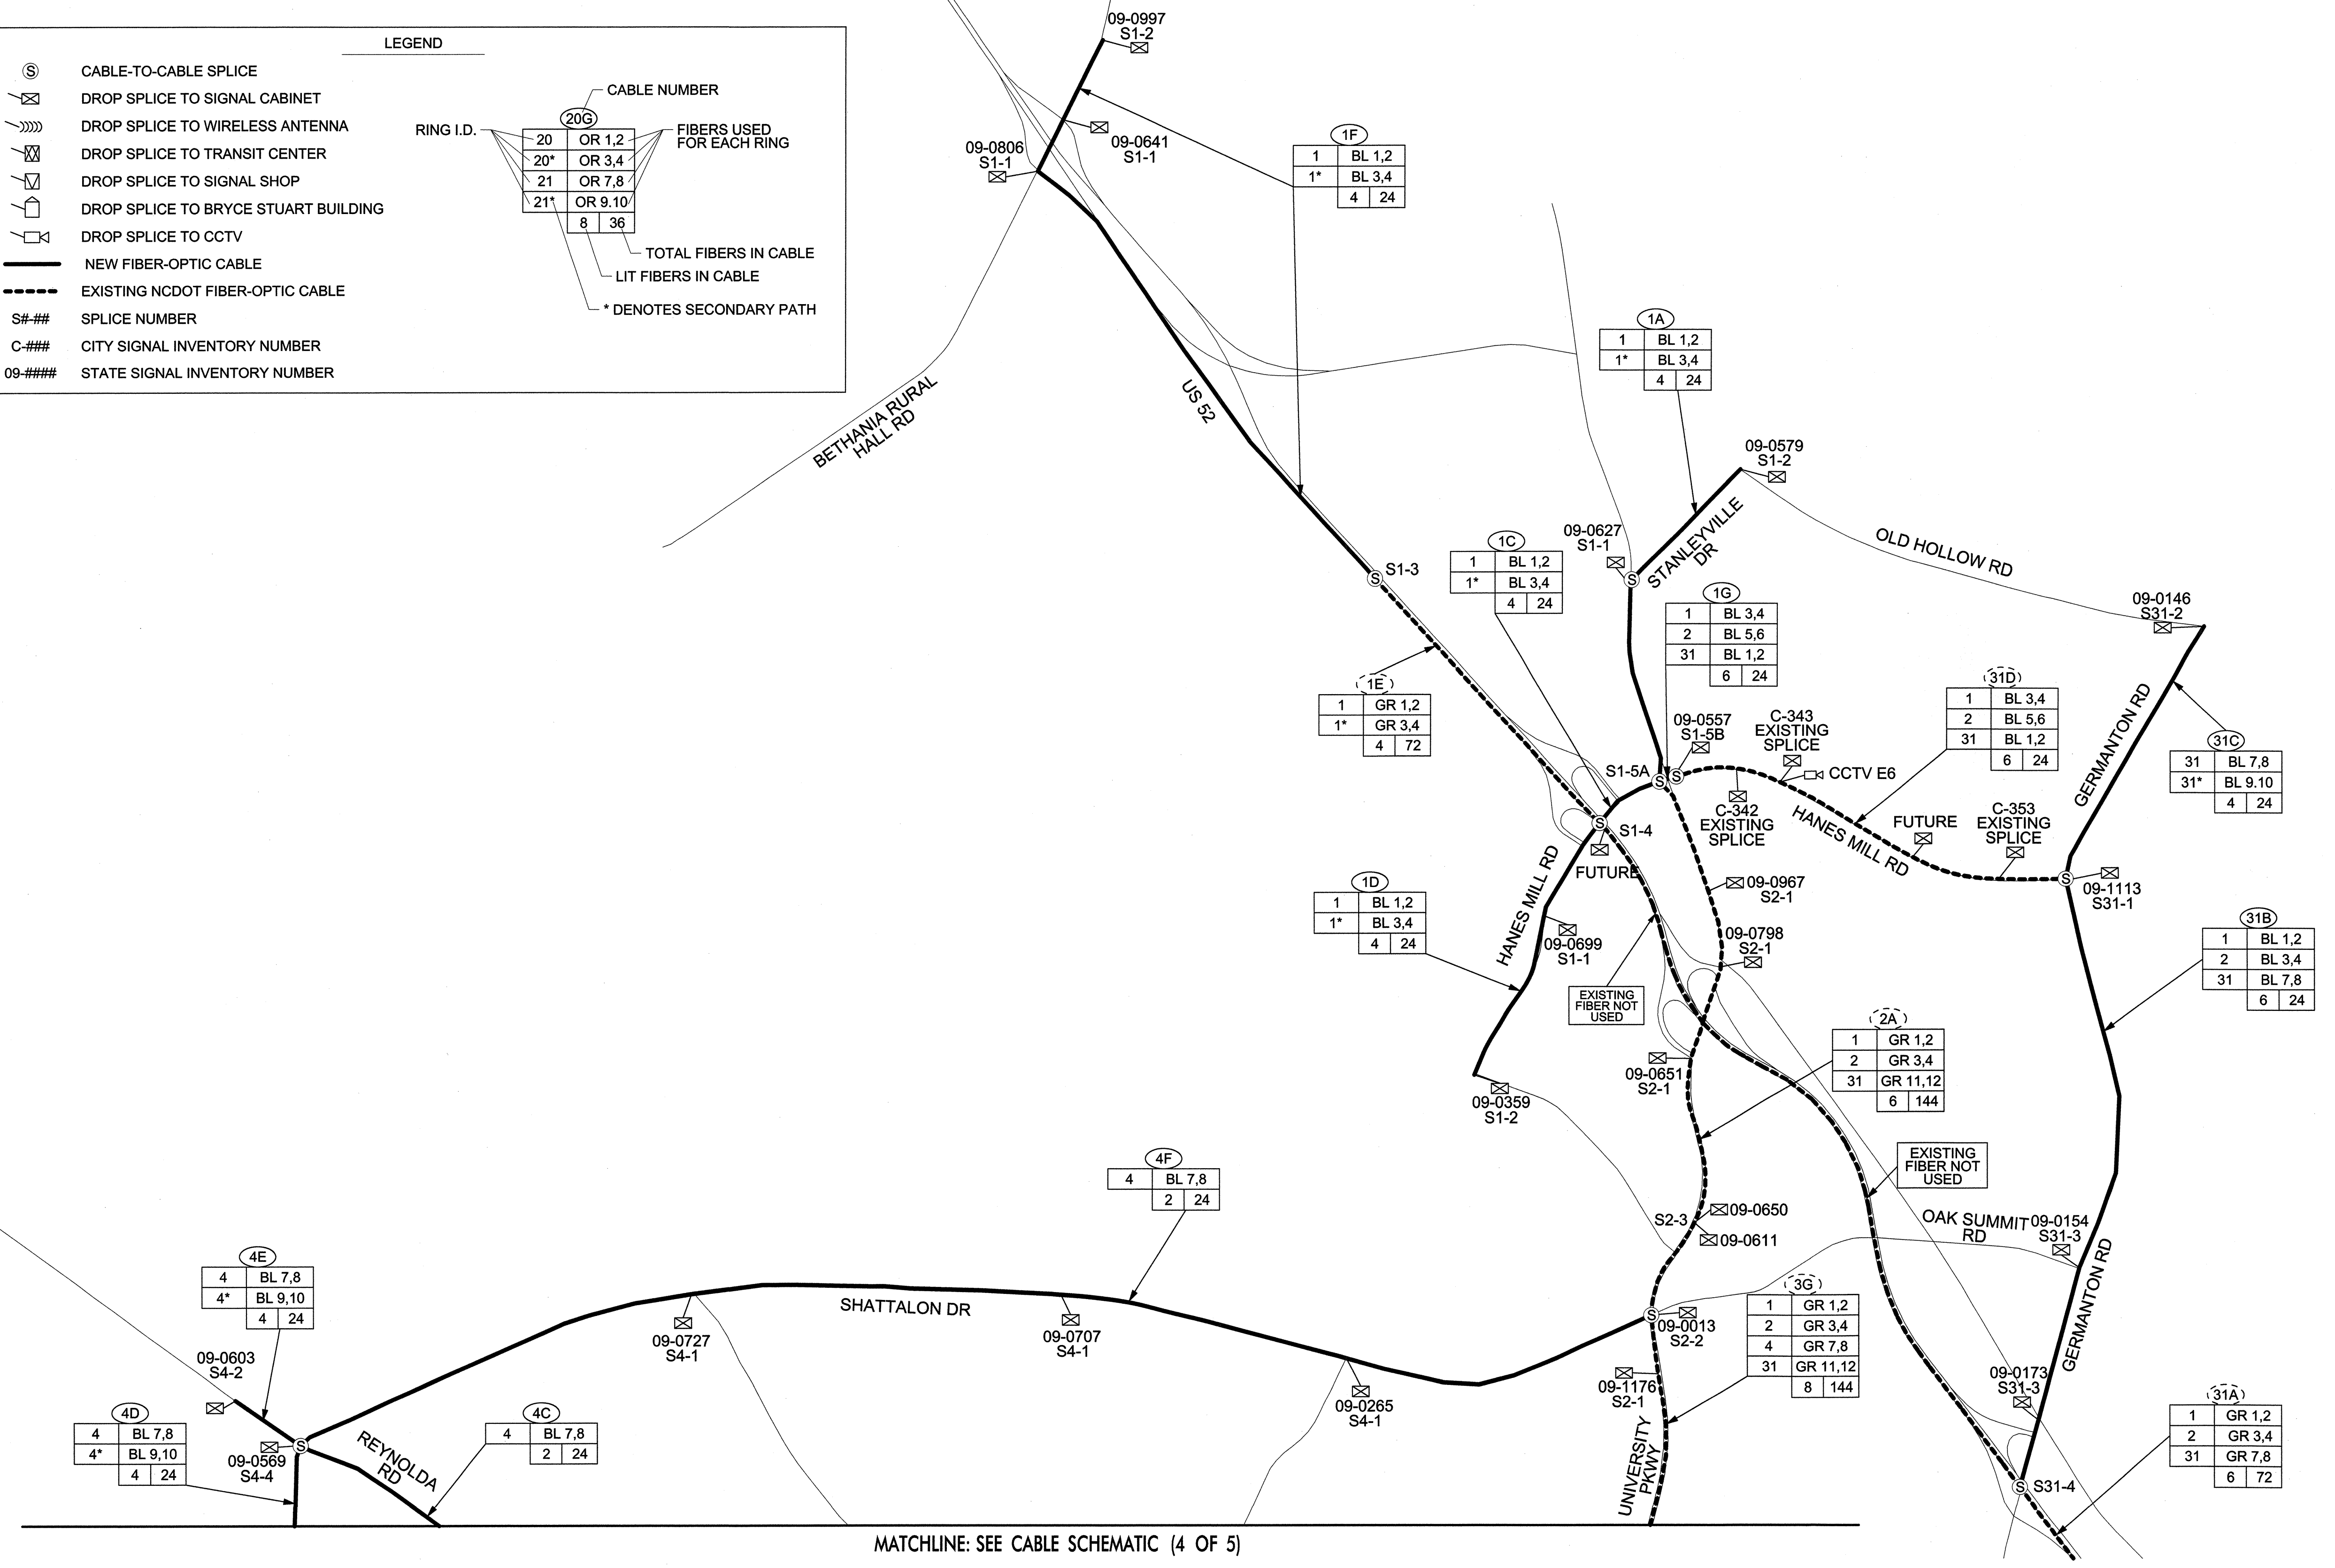 LEGEND
CABLE-TO-CABLE SPLICE
DROP SPLICE TO SIGNAL CABINET
DROP SPLICE TO WIRELESS ANTENNA
DROP SPLICE TO TRANSIT CENTER
DROP SPLICE TO SIGNAL SHOP
DROP SPLICE TO BRYCE STUART BUILDING
DROP SPLICE TO CCTV
NEW FIBER-OPTIC CABLE
EXISTING NCDOT FIBER-OPTIC CABLE
S#-## SPLICE NUMBER
C-### CITY SIGNAL INVENTORY NUMBER
09-#### STATE SIGNAL INVENTORY NUMBER
CABLE NUMBER
20G
RING I.D.
20 OR 1,2
20* OR 3,4
21 OR 7,8
21* OR 9.10
8 36
FIBERS USED
FOR EACH RING
TOTAL FIBERS IN CABLE
LIT FIBERS IN CABLE
* DENOTES SECONDARY PATH
09-0997
S1-2
09-0641
S1-1
09-0806
S1-1
1F
1 BL 1,2
1* BL 3,4
4 24
BETHANIA RURAL
HALL RD
US 52
1A
1 BL 1,2
1* BL 3,4
4 24
09-0579
S1-2
09-0627
S1-1
STANLEYVILLE
DR
OLD HOLLOW RD
S1-3
1C
1 BL 1,2
1* BL 3,4
4 24
1G
1 BL 3,4
2 BL 5,6
31 BL 1,2
6 24
09-0146
S31-2
1E
1 GR 1,2
1* GR 3,4
4 72
09-0557
S1-5B
S1-5A
C-343
EXISTING
SPLICE
CCTV E6
C-342
EXISTING
SPLICE
31D
1 BL 3,4
2 BL 5,6
31 BL 1,2
6 24
GERMANTON RD
31C
31 BL 7,8
31* BL 9.10
4 24
HANES MILL RD
FUTURE
C-353
EXISTING
SPLICE
09-1113
S31-1
S1-4
FUTURE
HANES MILL RD
1D
1 BL 1,2
1* BL 3,4
4 24
09-0699
S1-1
09-0967
S2-1
09-0798
S2-1
EXISTING
FIBER NOT
USED
31B
1 BL 1,2
2 BL 3,4
31 BL 7,8
6 24
09-0359
S1-2
09-0651
S2-1
2A
1 GR 1,2
2 GR 3,4
31 GR 11,12
6 144
EXISTING
FIBER NOT
USED
S2-3
09-0650
09-0611
OAK SUMMIT
RD
09-0154
S31-3
GERMANTON RD
4F
4 BL 7,8
2 24
4E
4 BL 7,8
4* BL 9,10
4 24
SHATTALON DR
09-0727
S4-1
09-0707
S4-1
09-0265
S4-1
09-0013
S2-2
3G
1 GR 1,2
2 GR 3,4
4 GR 7,8
31 GR 11,12
8 144
09-1176
S2-1
UNIVERSITY
PKWY
09-0173
S31-3
S31-4
31A
1 GR 1,2
2 GR 3,4
31 GR 7,8
6 72
09-0603
S4-2
4D
4 BL 7,8
4* BL 9,10
4 24
09-0569
S4-4
REYNOLDA
RD
4C
4 BL 7,8
2 24
MATCHLINE: SEE CABLE SCHEMATIC (4 OF 5)
S
S
S
S
S
S
S
S
S
S